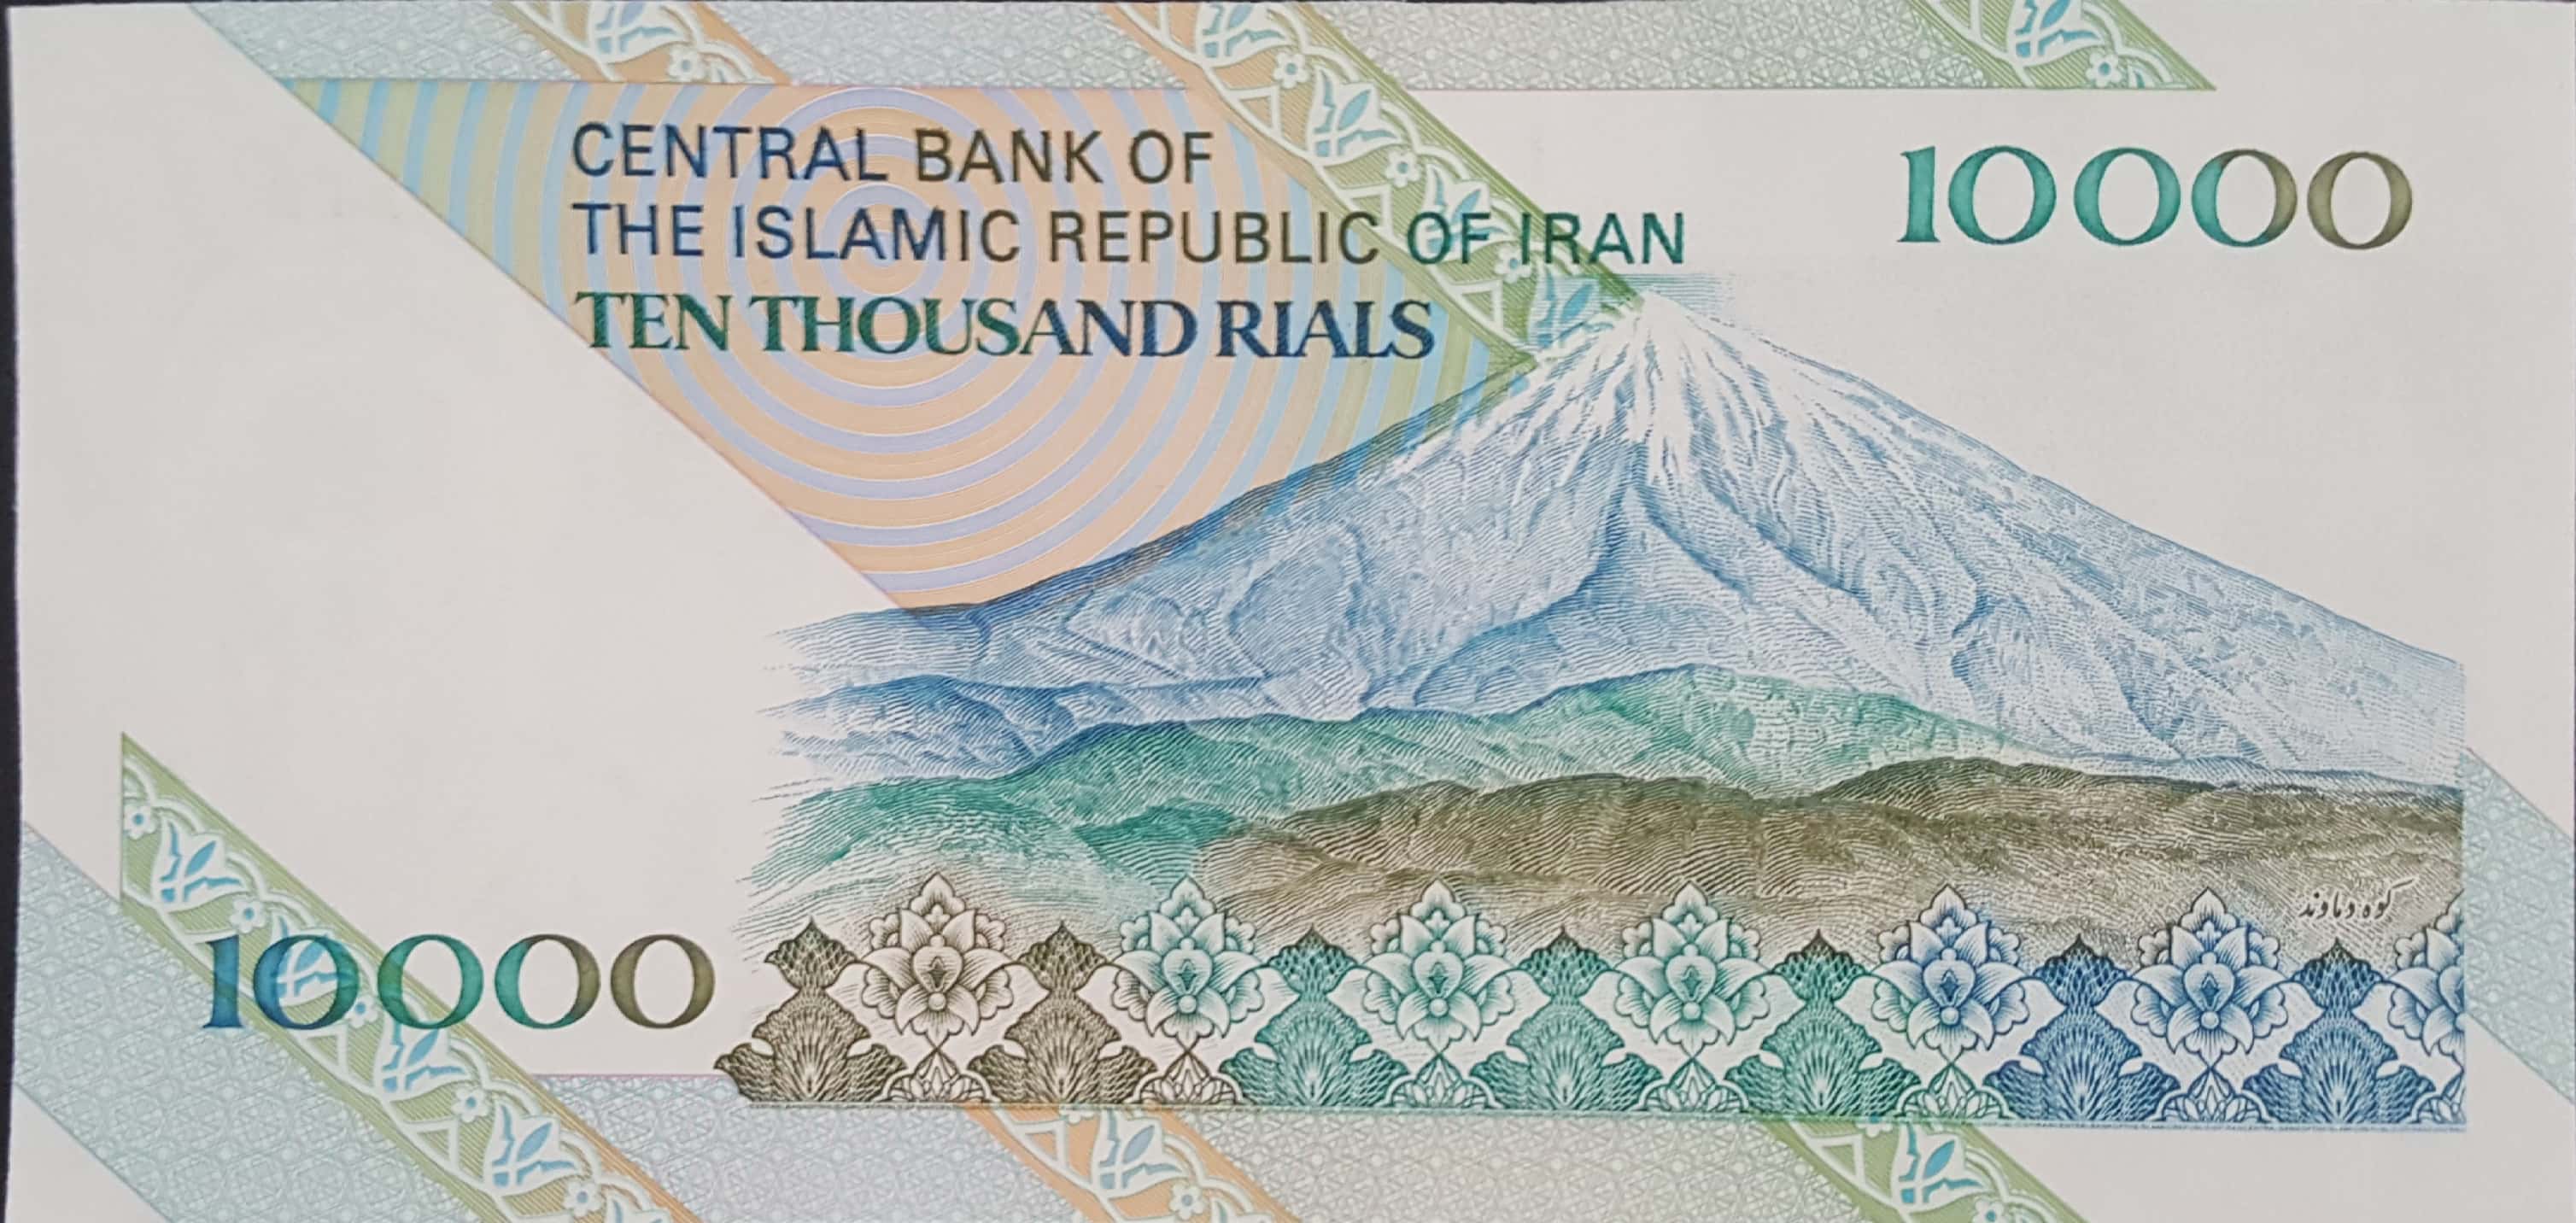 CENTRAL BANK OF
THE ISLAMIC REPUBLIC OF IRAN
TEN THOUSAND RIALS
10000
10000
کوه دماوند